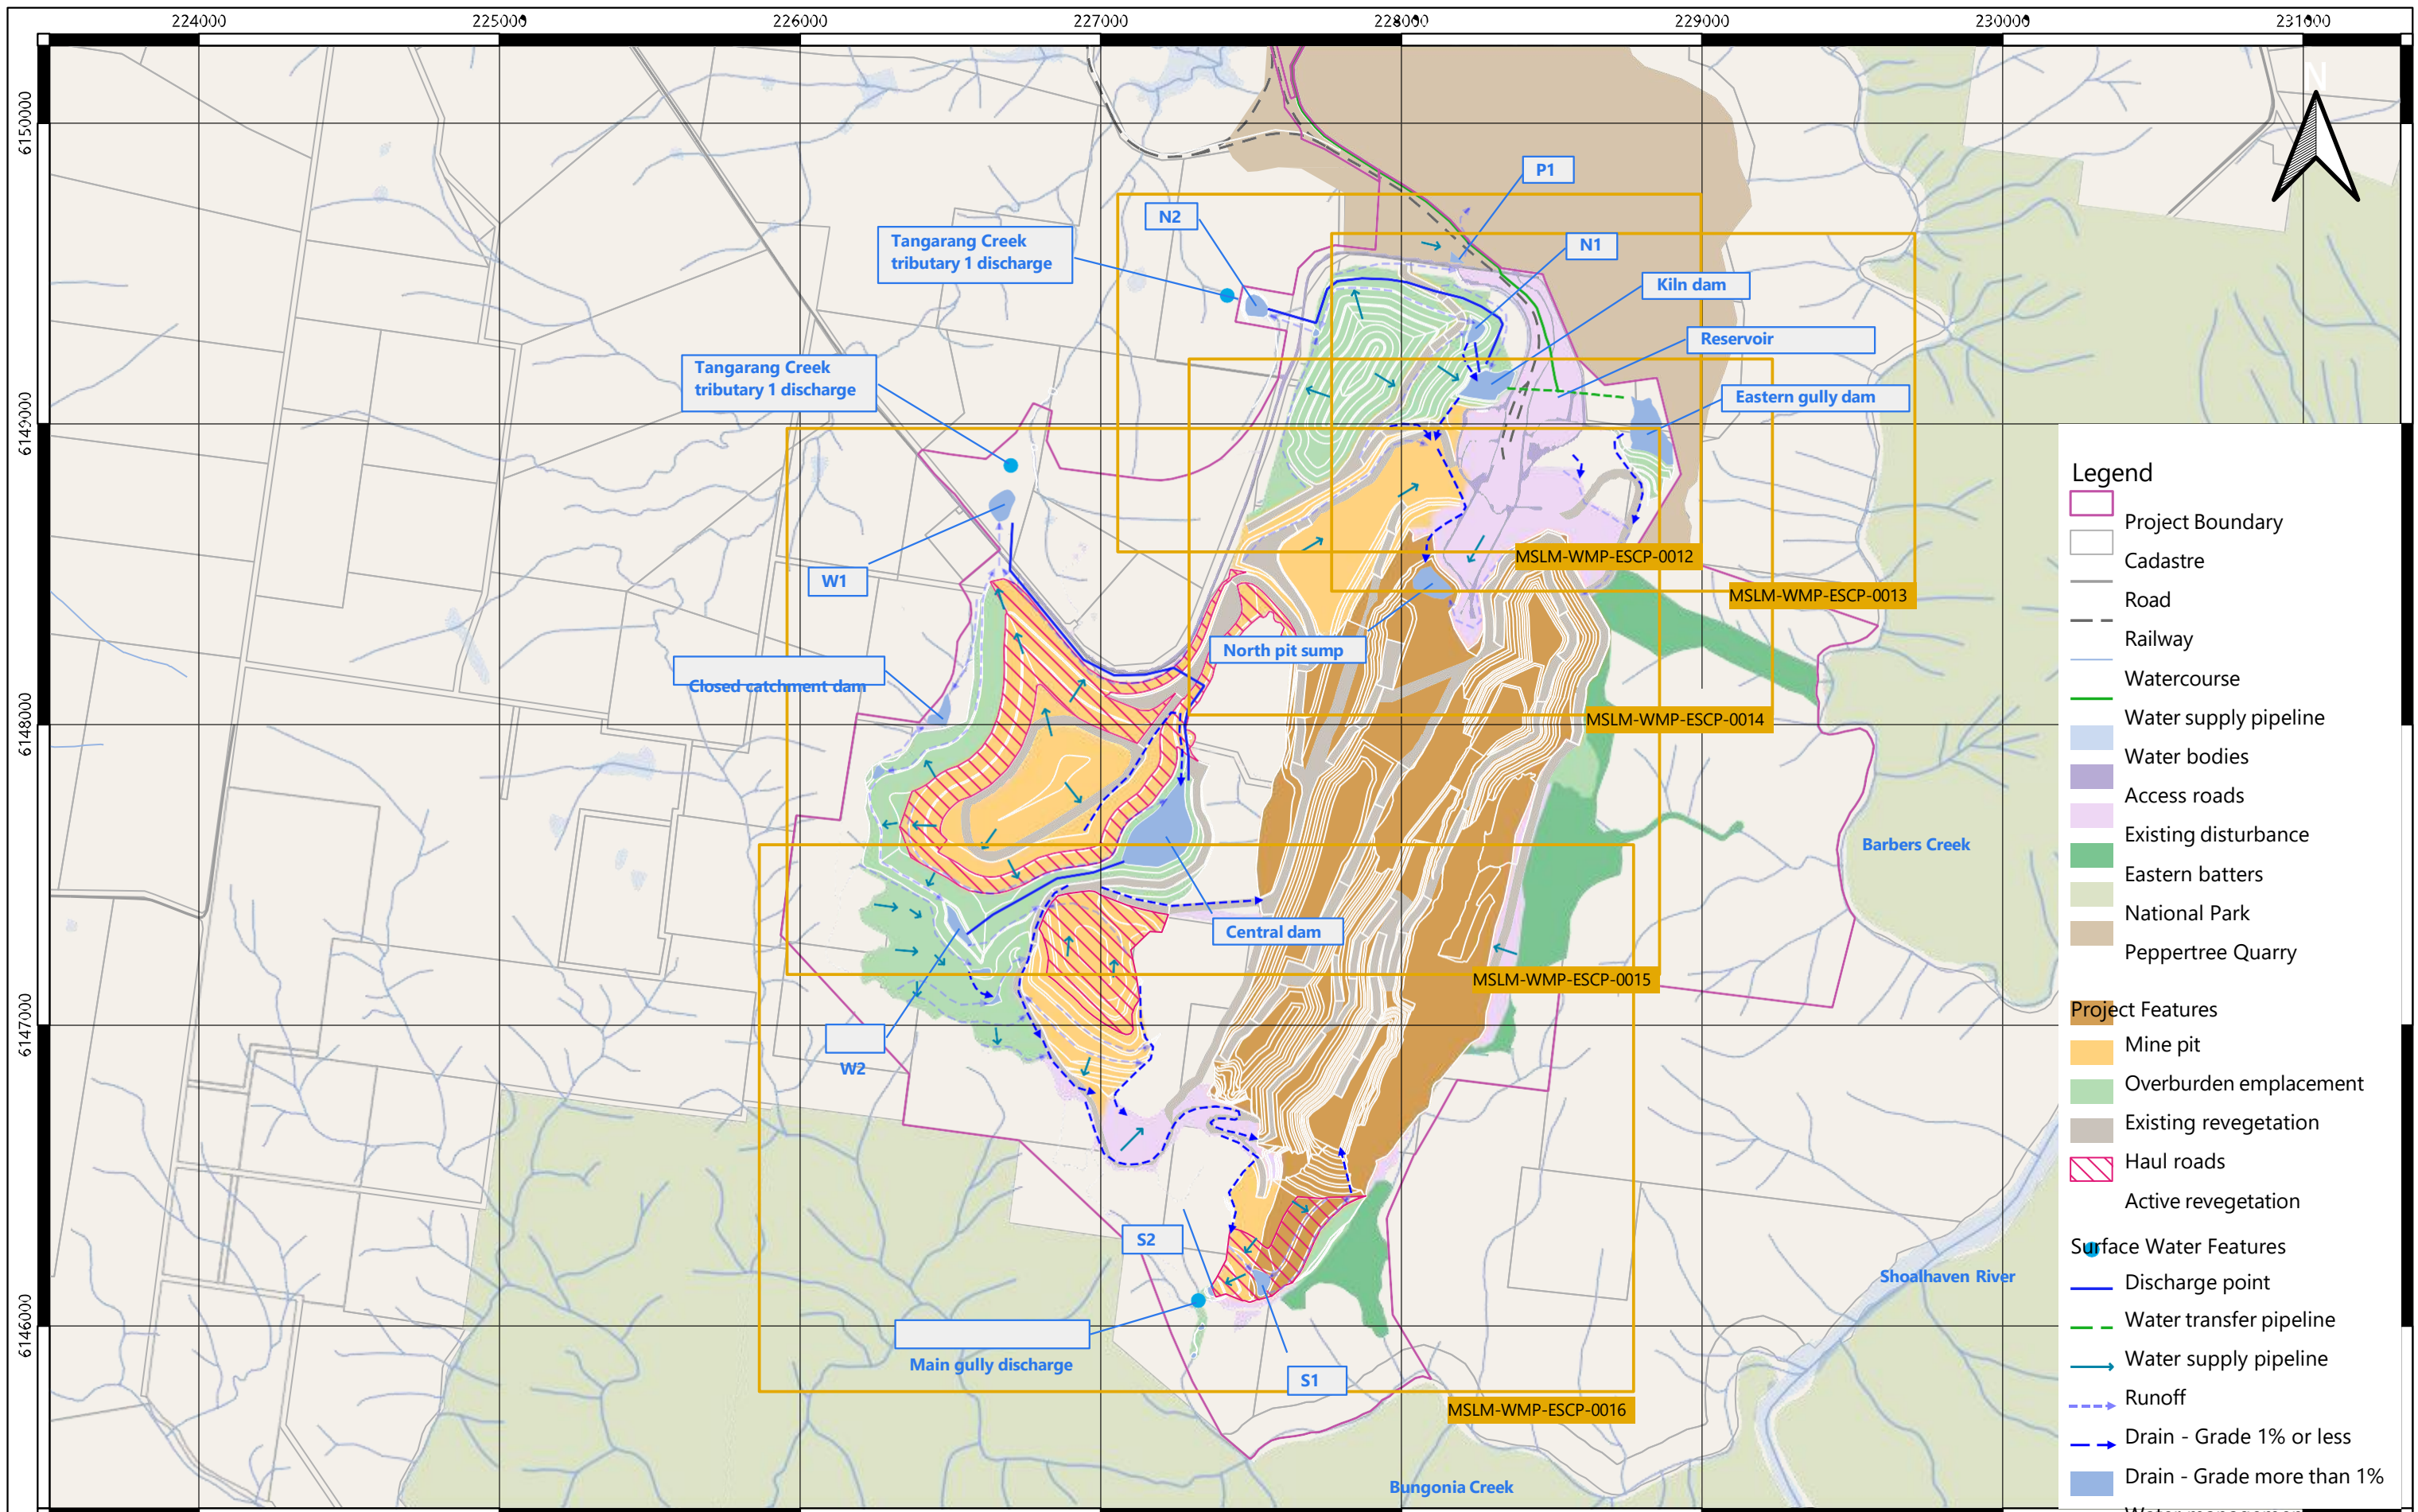 224000 225000 226000 227000 228000 229000 230000 231000
6150000
6149000
6148000
6147000
6146000
N
P1
N2
Tangarang Creek
tributary 1 discharge
N1
Kiln dam
Reservoir
Tangarang Creek
tributary 1 discharge
Eastern gully dam
W1
MSLM-WMP-ESCP-0012
MSLM-WMP-ESCP-0013
North pit sump
Closed catchment dam
MSLM-WMP-ESCP-0014
Barbers Creek
Central dam
MSLM-WMP-ESCP-0015
W2
S2
Shoalhaven River
Main gully discharge
S1
MSLM-WMP-ESCP-0016
Bungonia Creek
Legend
Project Boundary
Cadastre
Road
Railway
Watercourse
Water supply pipeline
Water bodies
Access roads
Existing disturbance
Eastern batters
National Park
Peppertree Quarry
Project Features
Mine pit
Overburden emplacement
Existing revegetation
Haul roads
Active revegetation
Surface Water Features
Discharge point
Water transfer pipeline
Water supply pipeline
Runoff
Drain - Grade 1% or less
Drain - Grade more than 1%